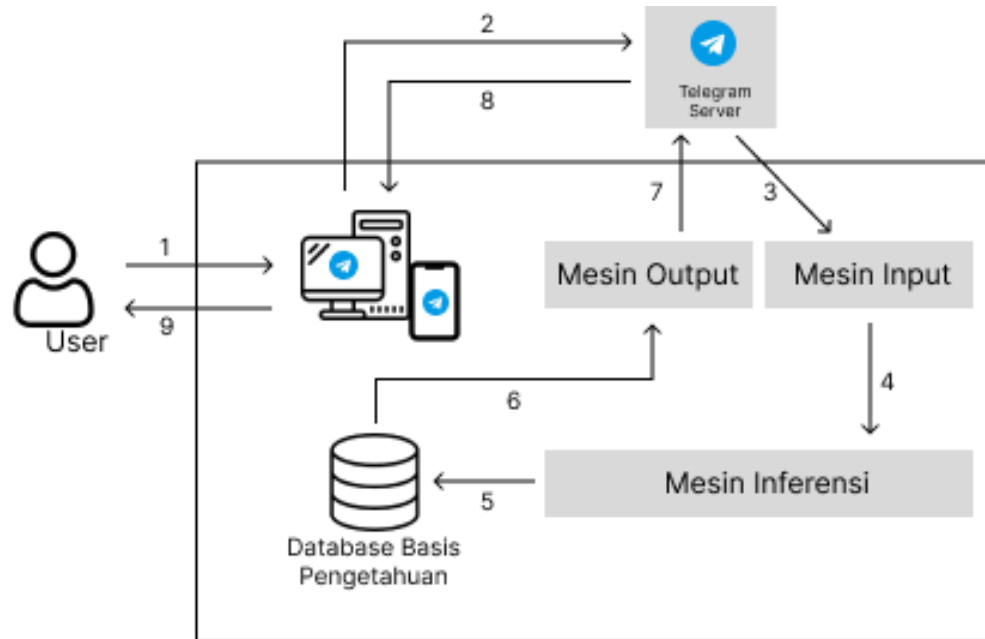 2
8
Telegram
Server
7
3
1
9
User
Mesin Output
Mesin Input
6
4
5
Mesin Inferensi
Database Basis
Pengetahuan